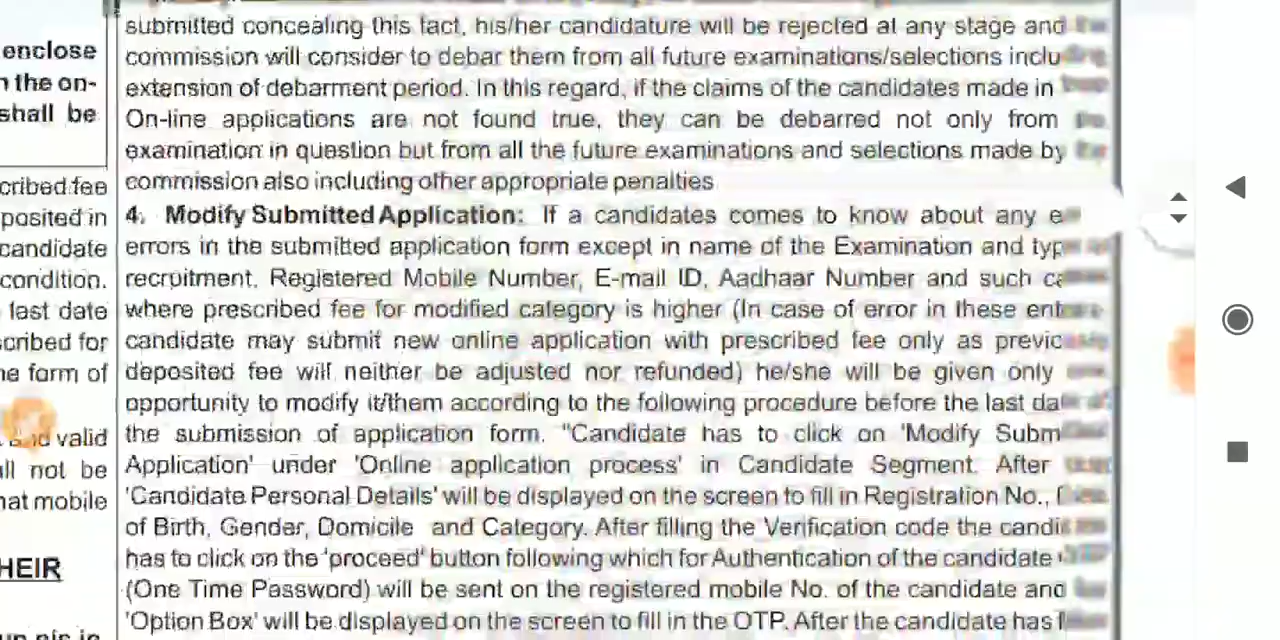 enclose
the on-
shall be
cribed fee
posited in
candidate
condition.
last date
cribed for
form of
valid
not be
mobile
HEIR
submitted concealing this fact, his/her candidature will be rejected at any stage and
commission will consider to debar them from all future examinations/selections inclu
extension of debarment period. In this regard, if the claims of the candidates made in
On-line applications are not found true, they can be debarred not only from
examination in question but from all the future examinations and selections made by
commission also including other appropriate penalties
4. Modify Submitted Application: If a candidates comes to know about any e
errors in the submitted application form except in name of the Examination and typ
recruitment, Registered Mobile Number, E-mail ID, Aadhaar Number and such ca
where prescribed fee for modified category is higher (In case of error in these ent
candidate may submit new online application with prescribed fee only as previo
deposited fee will neither be adjusted nor refunded) he/she will be given only
opportunity to modify it/them according to the following procedure before the last da
the submission of application form. "Candidate has to click on 'Modify Subm
Application' under 'Online application process' in Candidate Segment. After
'Candidate Personal Details' will be displayed on the screen to fill in Registration No.,
of Birth, Gender, Domicile and Category. After filling the Verification code the candi
has to click on the 'proceed' button following which for Authentication of the candidate
(One Time Password) will be sent on the registered mobile No. of the candidate and
'Option Box' will be displayed on the screen to fill in the OTP. After the candidate has